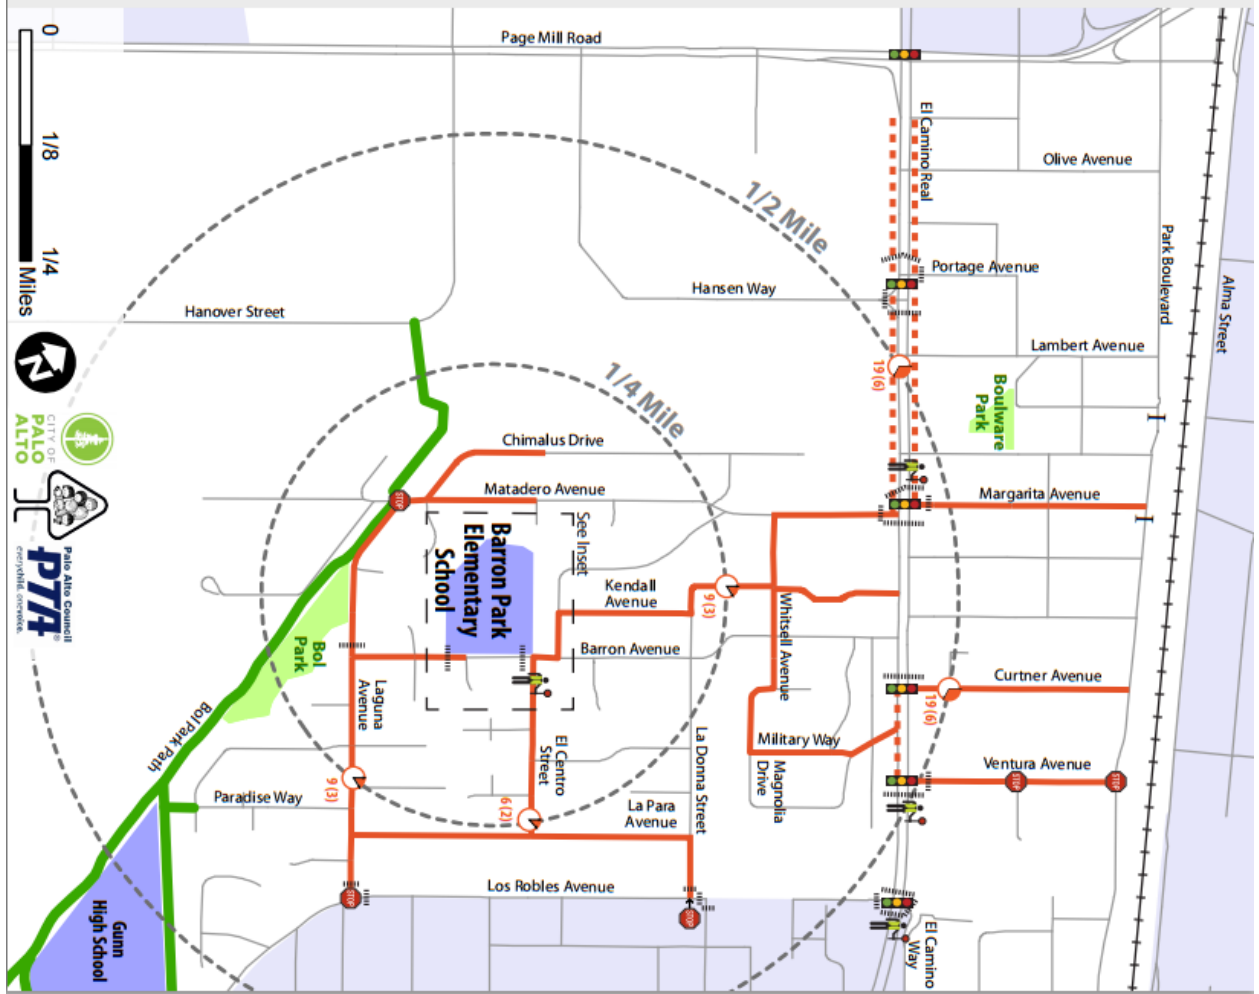 Page Mill Road
0
1/8
1/4
Miles
El Camino Real
Olive Avenue
1/2 Mile
Park Boulevard
Portage Avenue
Alma Street
Hansen Way
Hanover Street
Lambert Avenue
19 (6)
1/4 Mile
Boulware
Park
N
CITY OF
PALO
ALTO
Chimalus Drive
Matadero Avenue
Margarita Avenue
STOP
See Inset
Barron Park
Elementary
School
Palo Alto Council
PTA®
everychild. onevoice.
Kendall
Avenue
9 (3)
Whitsell Avenue
Barron Avenue
Bol
Park
Curtner Avenue
19 (6)
Laguna
Avenue
Bol Park Path
El Centro
Street
La Donna Street
Military Way
Magnolia
Drive
Ventura Avenue
STOP
STOP
9 (3)
Paradise Way
6 (2)
La Para
Avenue
Los Robles Avenue
STOP
STOP
Gunn
High School
El Camino
Way